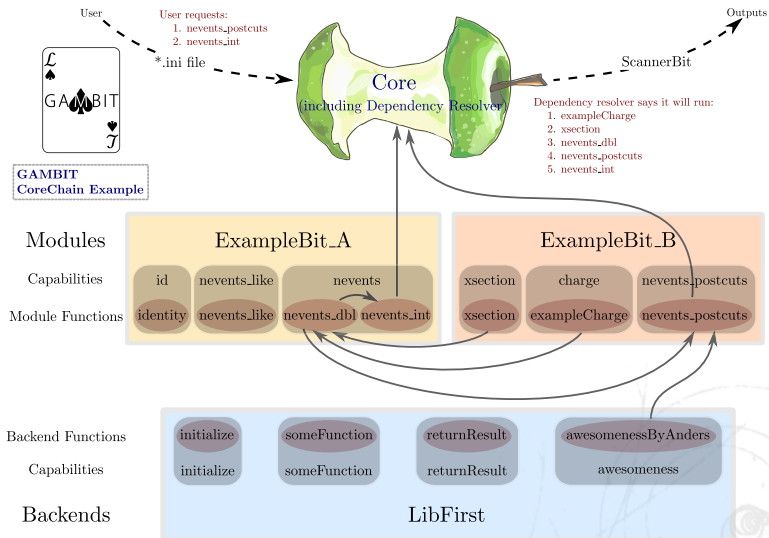 User
User requests:
1. nevents_postcuts
2. nevents_int
Outputs
*.ini file
ScannerBit
L
GAMBIT
L
Core
(including Dependency Resolver)
Dependency resolver says it will run:
1. exampleCharge
2. xsection
3. nevents_dbl
4. nevents_postcuts
5. nevents_int
GAMBIT
CoreChain Example
Modules
ExampleBit_A
ExampleBit_B
Capabilities
id
nevents_like
nevents
xsection
charge
nevents_postcuts
Module Functions
identity
nevents_like
nevents_dbl
nevents_int
xsection
exampleCharge
nevents_postcuts
Backend Functions
initialize
someFunction
returnResult
awesomenessByAnders
Capabilities
initialize
someFunction
returnResult
awesomeness
Backends
LibFirst